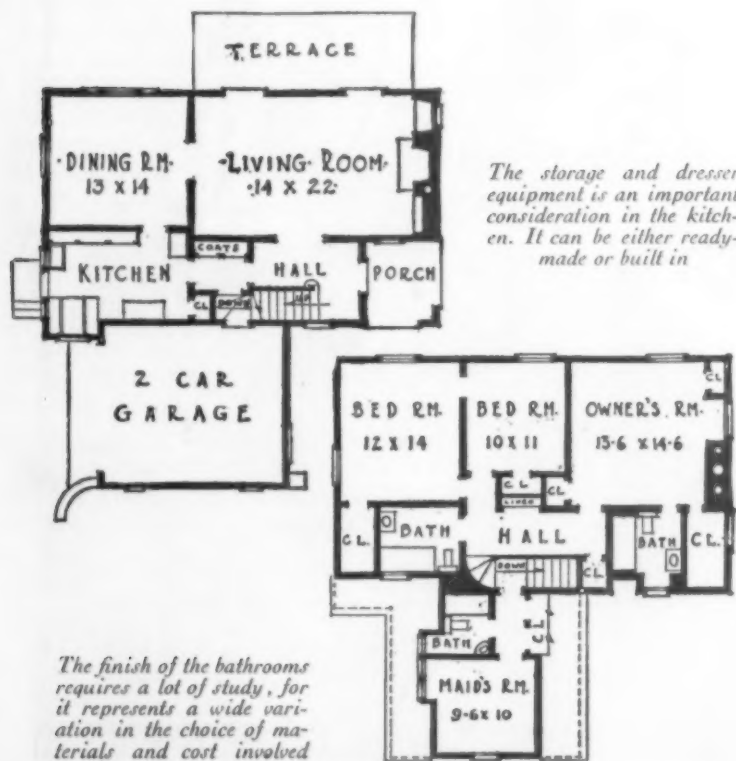 TERRACE
DINING RM.
13 X 14
LIVING ROOM
14 X 22
COATS
KITCHEN
HALL
PORCH
CL
DOWN
UP
2 CAR
GARAGE
The storage and dresser
equipment is an important
consideration in the kitch-
en. It can be either ready-
made or built in
BED RM.
12 X 14
BED RM.
10 X 11
OWNER'S RM.
13-6 X 14-6
CL
CL
LINEN
CL
CL.
BATH
HALL
BATH
CL.
DOWN
CL
BATH
CL
MAID'S RM.
9-6 X 10
The finish of the bathrooms
requires a lot of study, for
it represents a wide vari-
ation in the choice of ma-
terials and cost involved